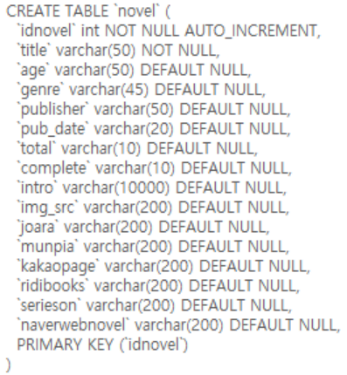 CREATE TABLE `novel` (
`idnovel` int NOT NULL AUTO_INCREMENT,
`title` varchar(50) NOT NULL,
`age` varchar(50) DEFAULT NULL,
`genre` varchar(45) DEFAULT NULL,
`publisher` varchar(50) DEFAULT NULL,
`pub_date` varchar(20) DEFAULT NULL,
`total` varchar(10) DEFAULT NULL,
`complete` varchar(10) DEFAULT NULL,
`intro` varchar(10000) DEFAULT NULL,
`img_src` varchar(200) DEFAULT NULL,
`joara` varchar(200) DEFAULT NULL,
`munpia` varchar(200) DEFAULT NULL,
`kakaopage` varchar(200) DEFAULT NULL,
`ridibooks` varchar(200) DEFAULT NULL,
`serieson` varchar(200) DEFAULT NULL,
`naverwebnovel` varchar(200) DEFAULT NULL,
PRIMARY KEY (`idnovel`)
)